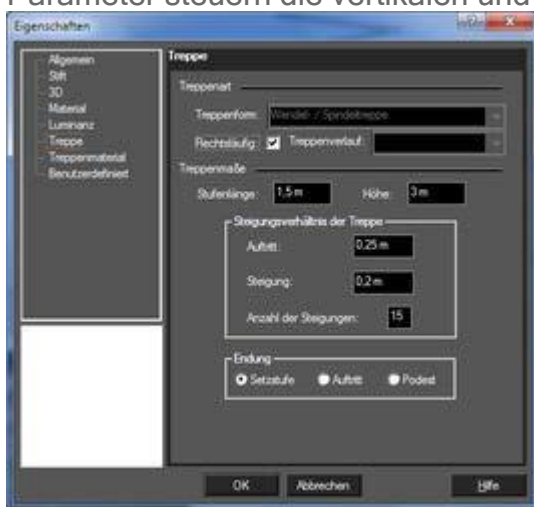 Parameter steuern die vertikalen und
Eigenschaften
Allgemein
Stift
3D
Material
Luminanz
Treppe
Treppenmaterial
Benutzerdefiniert
Treppe
Treppenart
Treppenform: Wendel- / Spindeltreppe
Rechtsläufig: Treppenverlauf:
Treppenmaße
Stufenlänge: 1,5 m Höhe: 3 m
Steigungsverhältnis der Treppe
Auftritt: 0,25 m
Steigung: 0,2 m
Anzahl der Steigungen: 15
Endung
Setzstufe Auftritt Podest
OK Abbrechen Hilfe